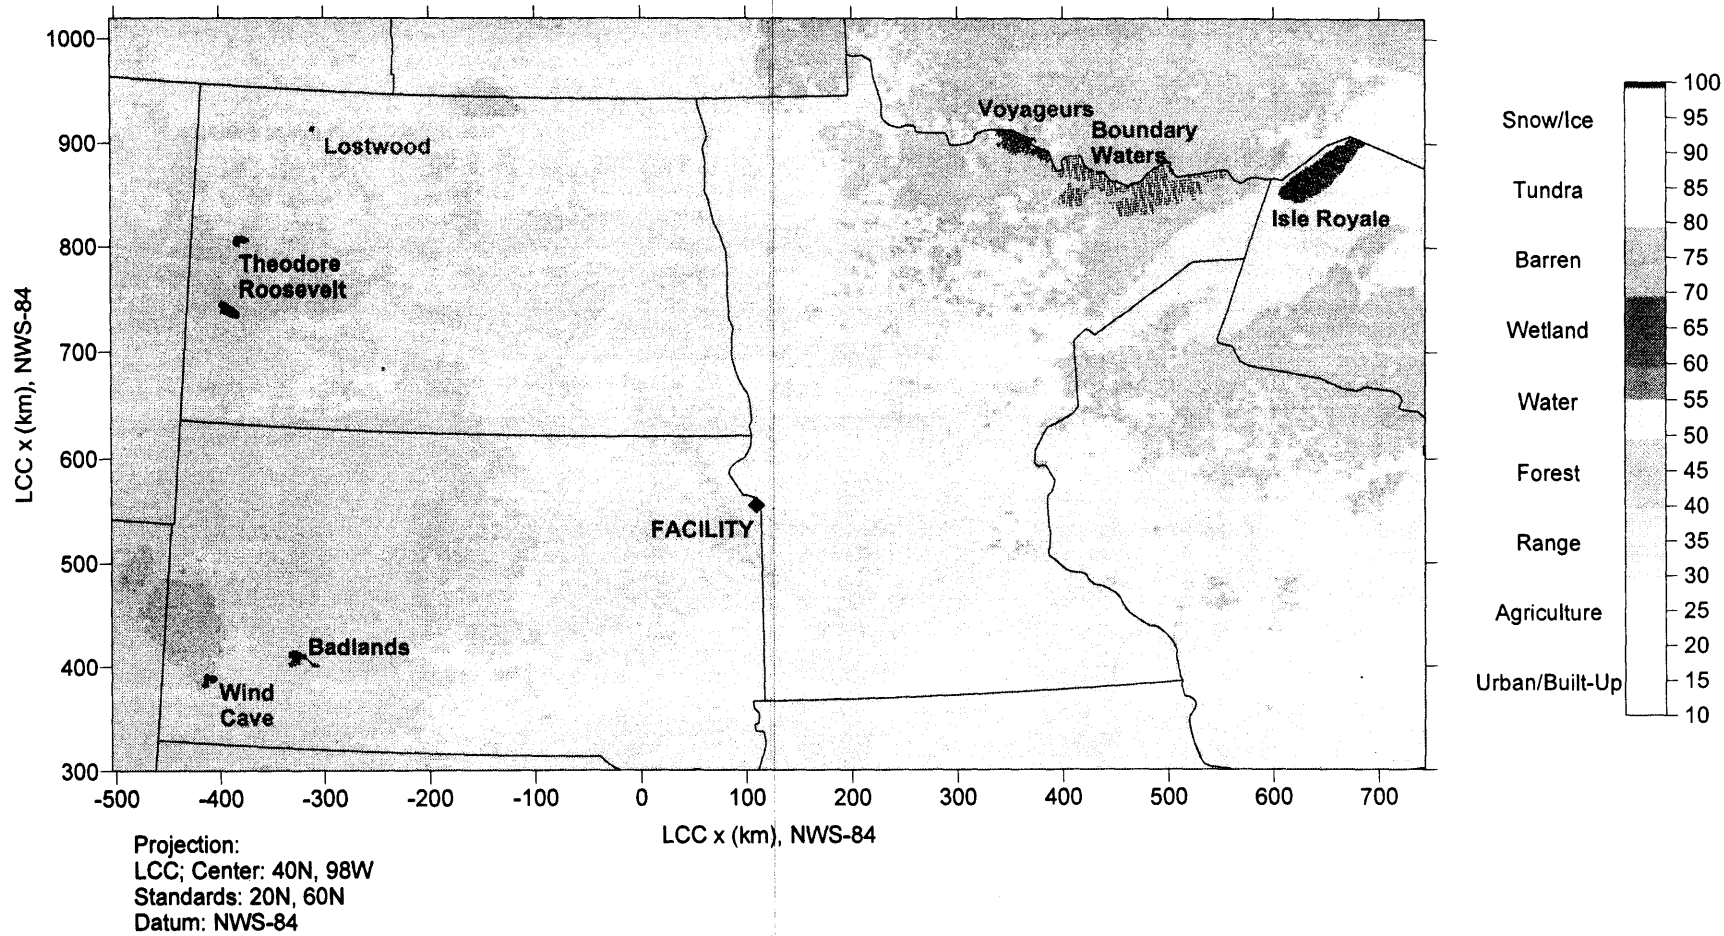 1000
900
800
700
600
500
400
300
LCC x (km), NWS-84
Voyageurs
Boundary
Waters
Lostwood
Isle Royale
Theodore
Roosevelt
FACILITY
Badlands
Wind
Cave
-500 -400 -300 -200 -100 0 100 200 300 400 500 600 700
LCC x (km), NWS-84
Projection:
LCC; Center: 40N, 98W
Standards: 20N, 60N
Datum: NWS-84
Snow/Ice
Tundra
Barren
Wetland
Water
Forest
Range
Agriculture
Urban/Built-Up
100
95
90
85
80
75
70
65
60
55
50
45
40
35
30
25
20
15
10